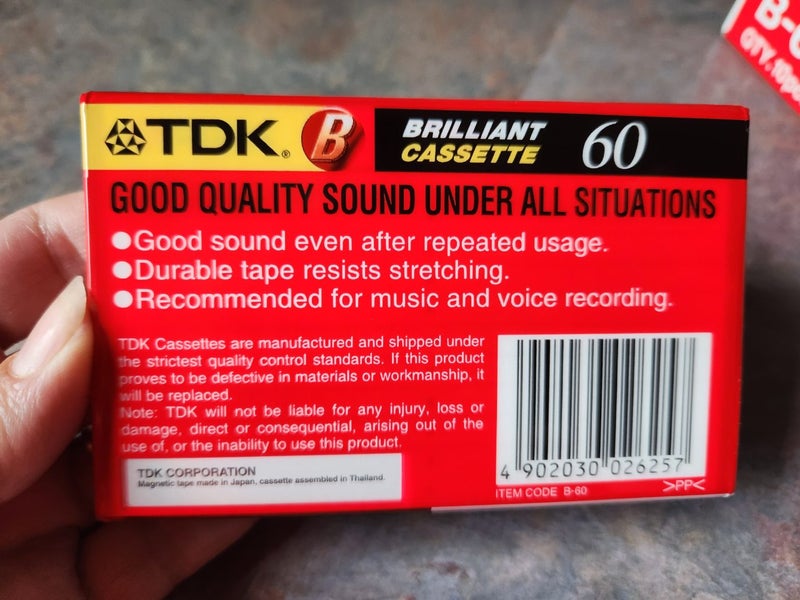 TDK® B BRILLIANT CASSETTE 60
GOOD QUALITY SOUND UNDER ALL SITUATIONS
●Good sound even after repeated usage.
●Durable tape resists stretching.
●Recommended for music and voice recording.
TDK Cassettes are manufactured and shipped under
the strictest quality control standards. If this product
proves to be defective in materials or workmanship, it
will be replaced.
Note: TDK will not be liable for any injury, loss or
damage, direct or consequential, arising out of the
use of, or the inability to use this product.
TDK CORPORATION
Magnetic tape made in Japan, cassette assembled in Thailand.
4 902030 026257
ITEM CODE B-60
>PP<
QTY.10